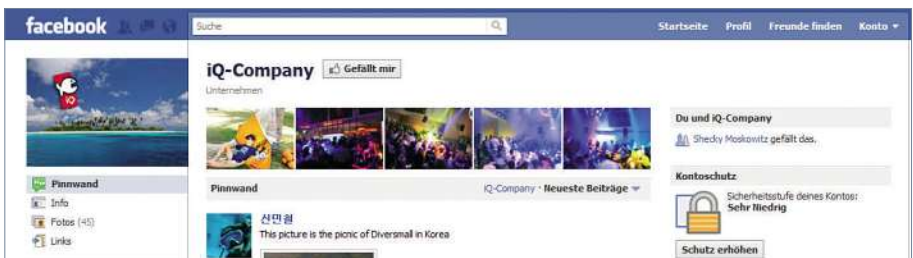 facebook
Suche
Startseite Profil Freunde finden Konto
iQ-Company
Gefällt mir
Unternehmen
iQ
Pinnwand
Info
Fotos (45)
Links
Pinnwand
iQ-Company · Neueste Beiträge
신민철
This picture is the picnic of Diversmall in Korea
Du und iQ-Company
Shecky Moskowitz gefällt das.
Kontoschutz
Sicherheitsstufe deines Kontos:
Sehr Niedrig
Schutz erhöhen